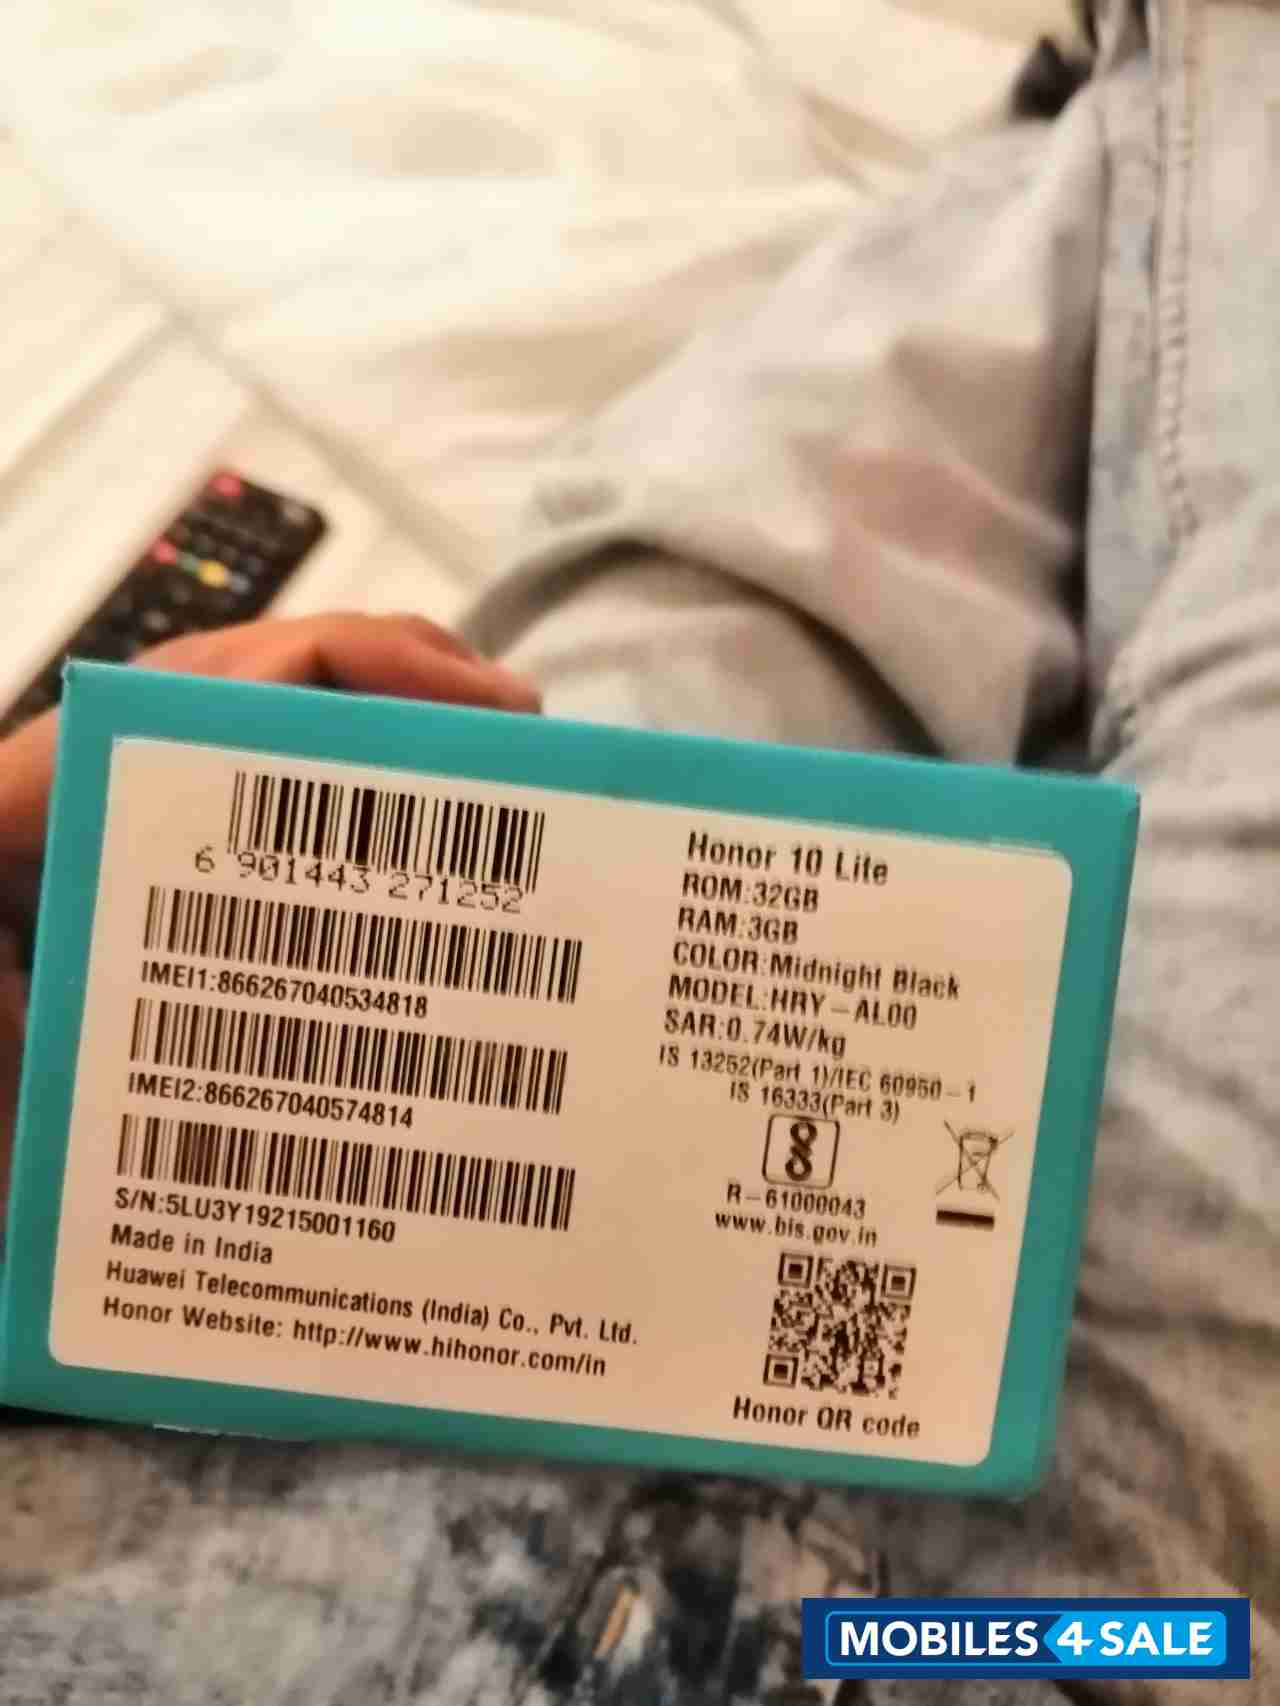 6 901443 271252
IMEI1:866267040534818
IMEI2:866267040574814
S/N:5LU3Y19215001160
Made in India
Huawei Telecommunications (India) Co., Pvt. Ltd.
Honor Website: http://www.hihonor.com/in
Honor 10 Lite
ROM:32GB
RAM:3GB
COLOR:Midnight Black
MODEL:HRY-AL00
SAR:0.74W/kg
IS 13252(Part 1)/IEC 60950-1
IS 16333(Part 3)
R-61000043
www.bis.gov.in
Honor QR code
MOBILES4SALE